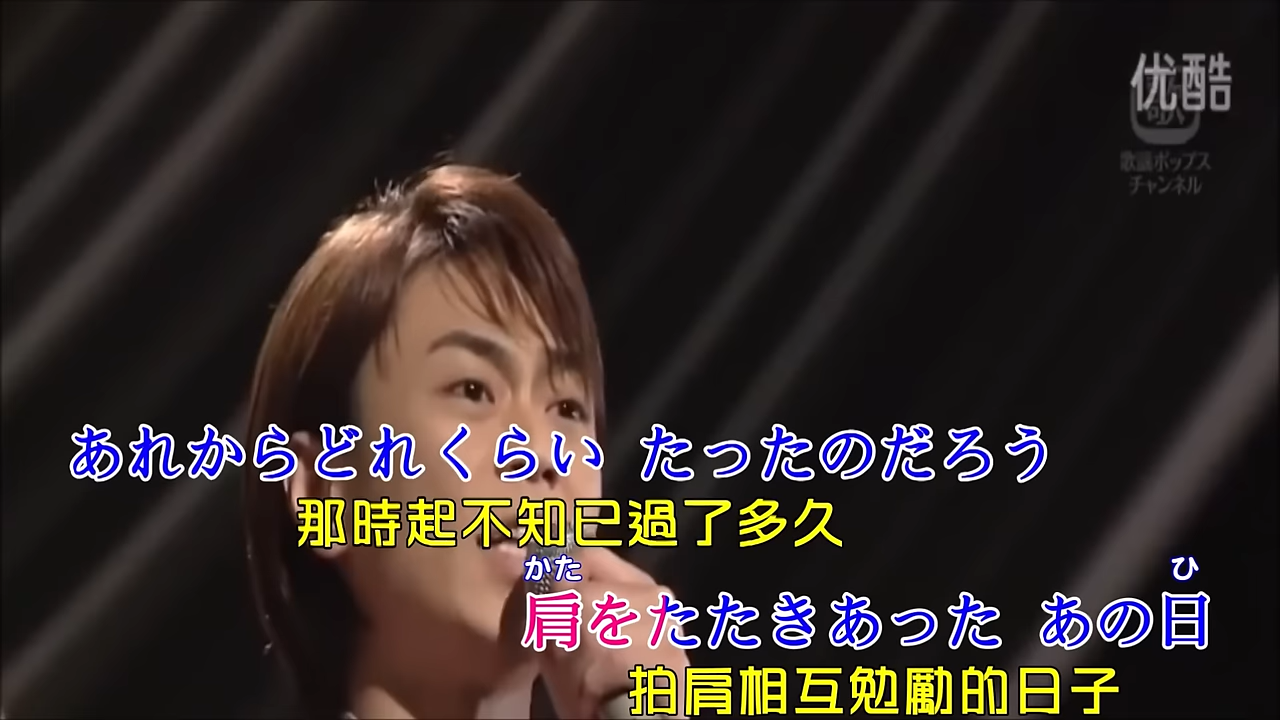 优酷
歌謡ポップス
チャンネル
あれからどれくらい たったのだろう
那時起不知已過了多久
かた ひ
肩をたたきあった あの日
拍肩相互勉勵的日子